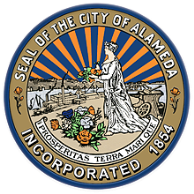 SEAL OF THE CITY OF ALAMEDA
PROSPERITAS TERRA MARIQUE
INCORPORATED 1854